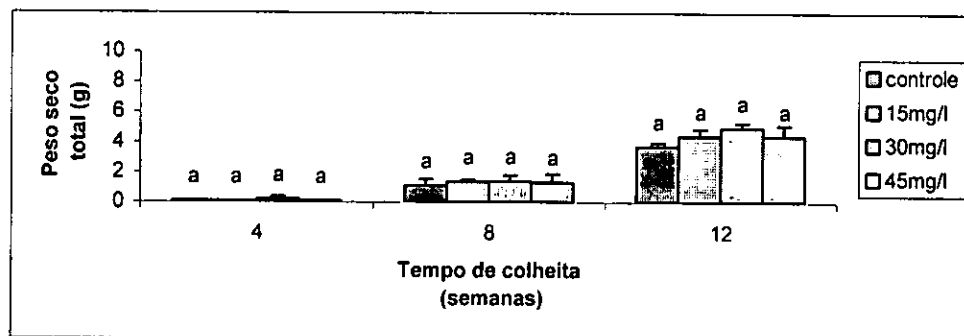 Peso seco
total (g)
10
8
6
4
2
0
a a a a
a a a a
a a a a
4 8 12
Tempo de colheita
(semanas)
controle
15mg/l
30mg/l
45mg/l